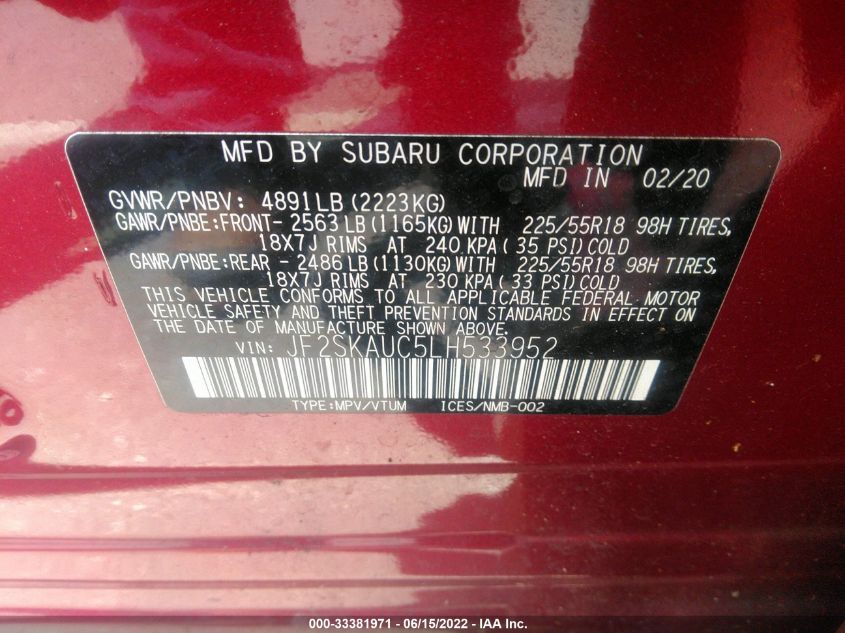 MFD BY SUBARU CORPORATION
MFD IN 02/20
GVWR/PNBV: 4891LB (2223KG)
GAWR/PNBE:FRONT- 2563LB (1165KG) WITH 225/55R18 98H TIRES,
18X7J RIMS AT 240 KPA ( 35 PSI) COLD
GAWR/PNBE:REAR - 2486LB (1130KG) WITH 225/55R18 98H TIRES,
18X7J RIMS AT 230 KPA ( 33 PSI) COLD
THIS VEHICLE CONFORMS TO ALL APPLICABLE FEDERAL MOTOR
VEHICLE SAFETY AND THEFT PREVENTION STANDARDS IN EFFECT ON
THE DATE OF MANUFACTURE SHOWN ABOVE.
VIN: JF2SKAUC5LH533952
TYPE:MPV/VTUM ICES/NMB-002
000-33381971 - 06/15/2022 - IAA Inc.